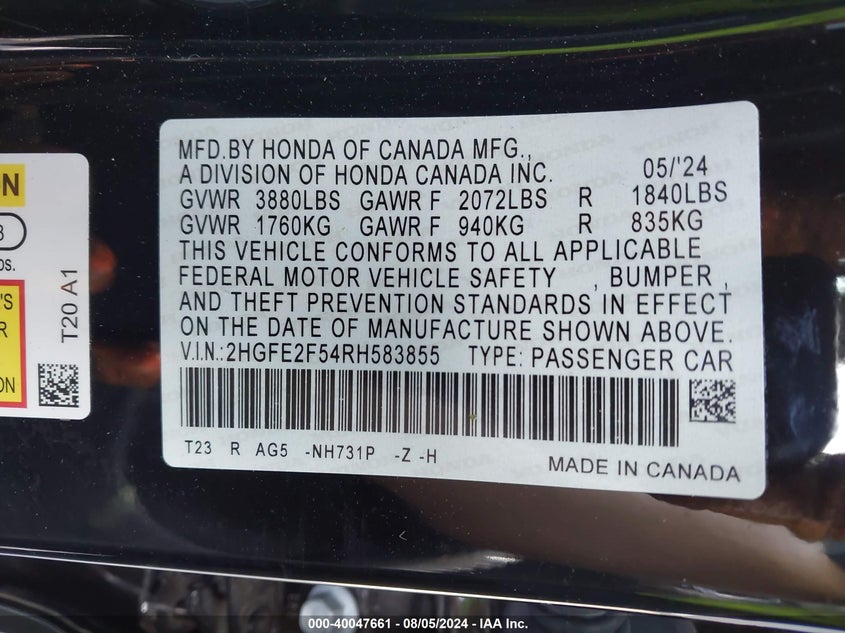 N
3
DS.
'S
R
ON
T20 A1
MFD.BY HONDA OF CANADA MFG.,
A DIVISION OF HONDA CANADA INC. 05/'24
GVWR 3880LBS GAWR F 2072LBS R 1840LBS
GVWR 1760KG GAWR F 940KG R 835KG
THIS VEHICLE CONFORMS TO ALL APPLICABLE
FEDERAL MOTOR VEHICLE SAFETY , BUMPER ,
AND THEFT PREVENTION STANDARDS IN EFFECT
ON THE DATE OF MANUFACTURE SHOWN ABOVE.
V.I.N.:2HGFE2F54RH583855 TYPE: PASSENGER CAR
T23 R AG5 -NH731P -Z -H
MADE IN CANADA
000-40047661 - 08/05/2024 - IAA Inc.